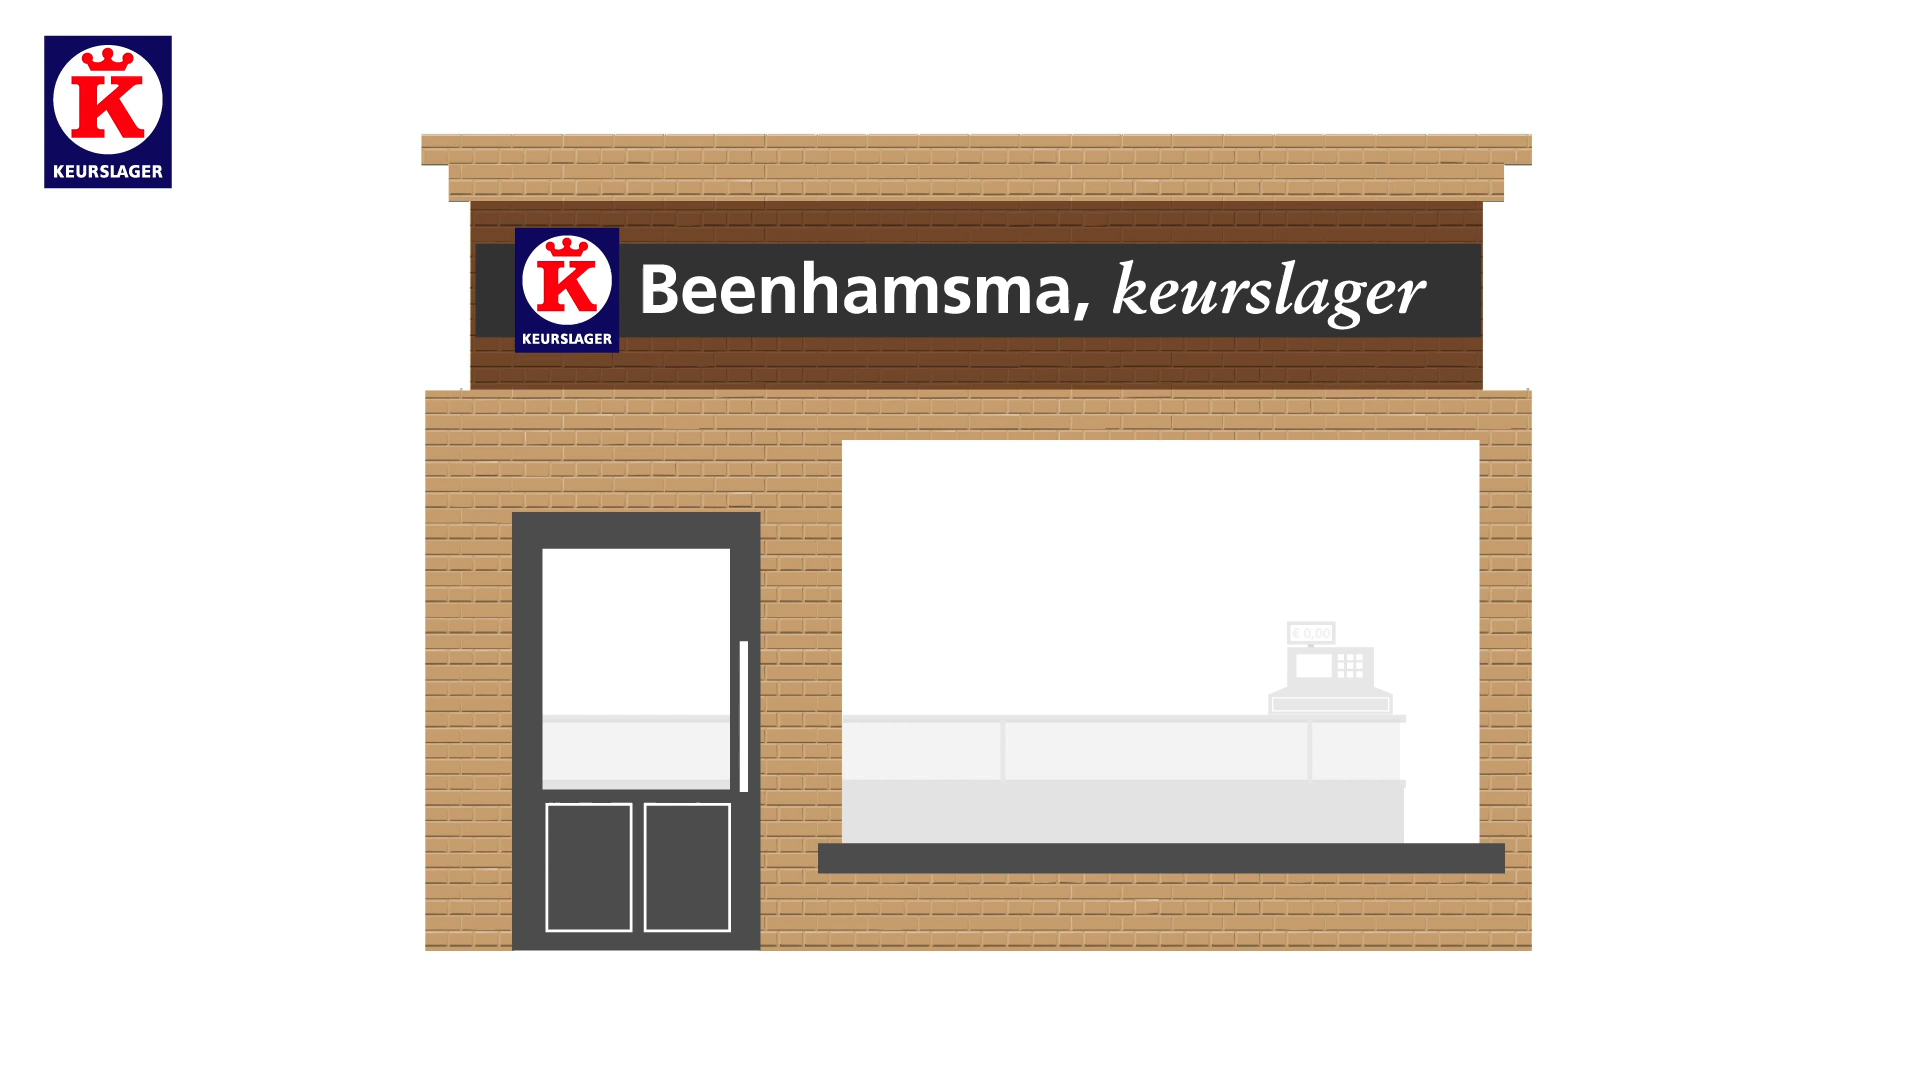 K
KEURSLAGER
K
KEURSLAGER
Beenhamsma, keurslager
€ 0,00